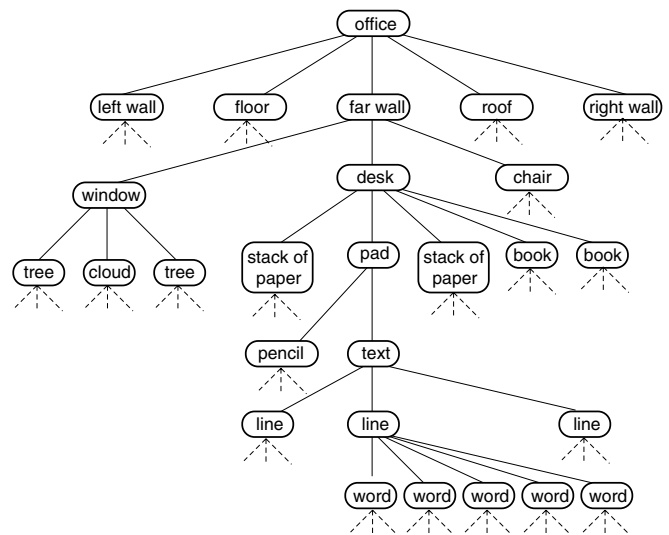 office
left wall
floor
far wall
roof
right wall
window
desk
chair
tree
cloud
tree
stack of
paper
pad
stack of
paper
book
book
pencil
text
line
line
line
word
word
word
word
word